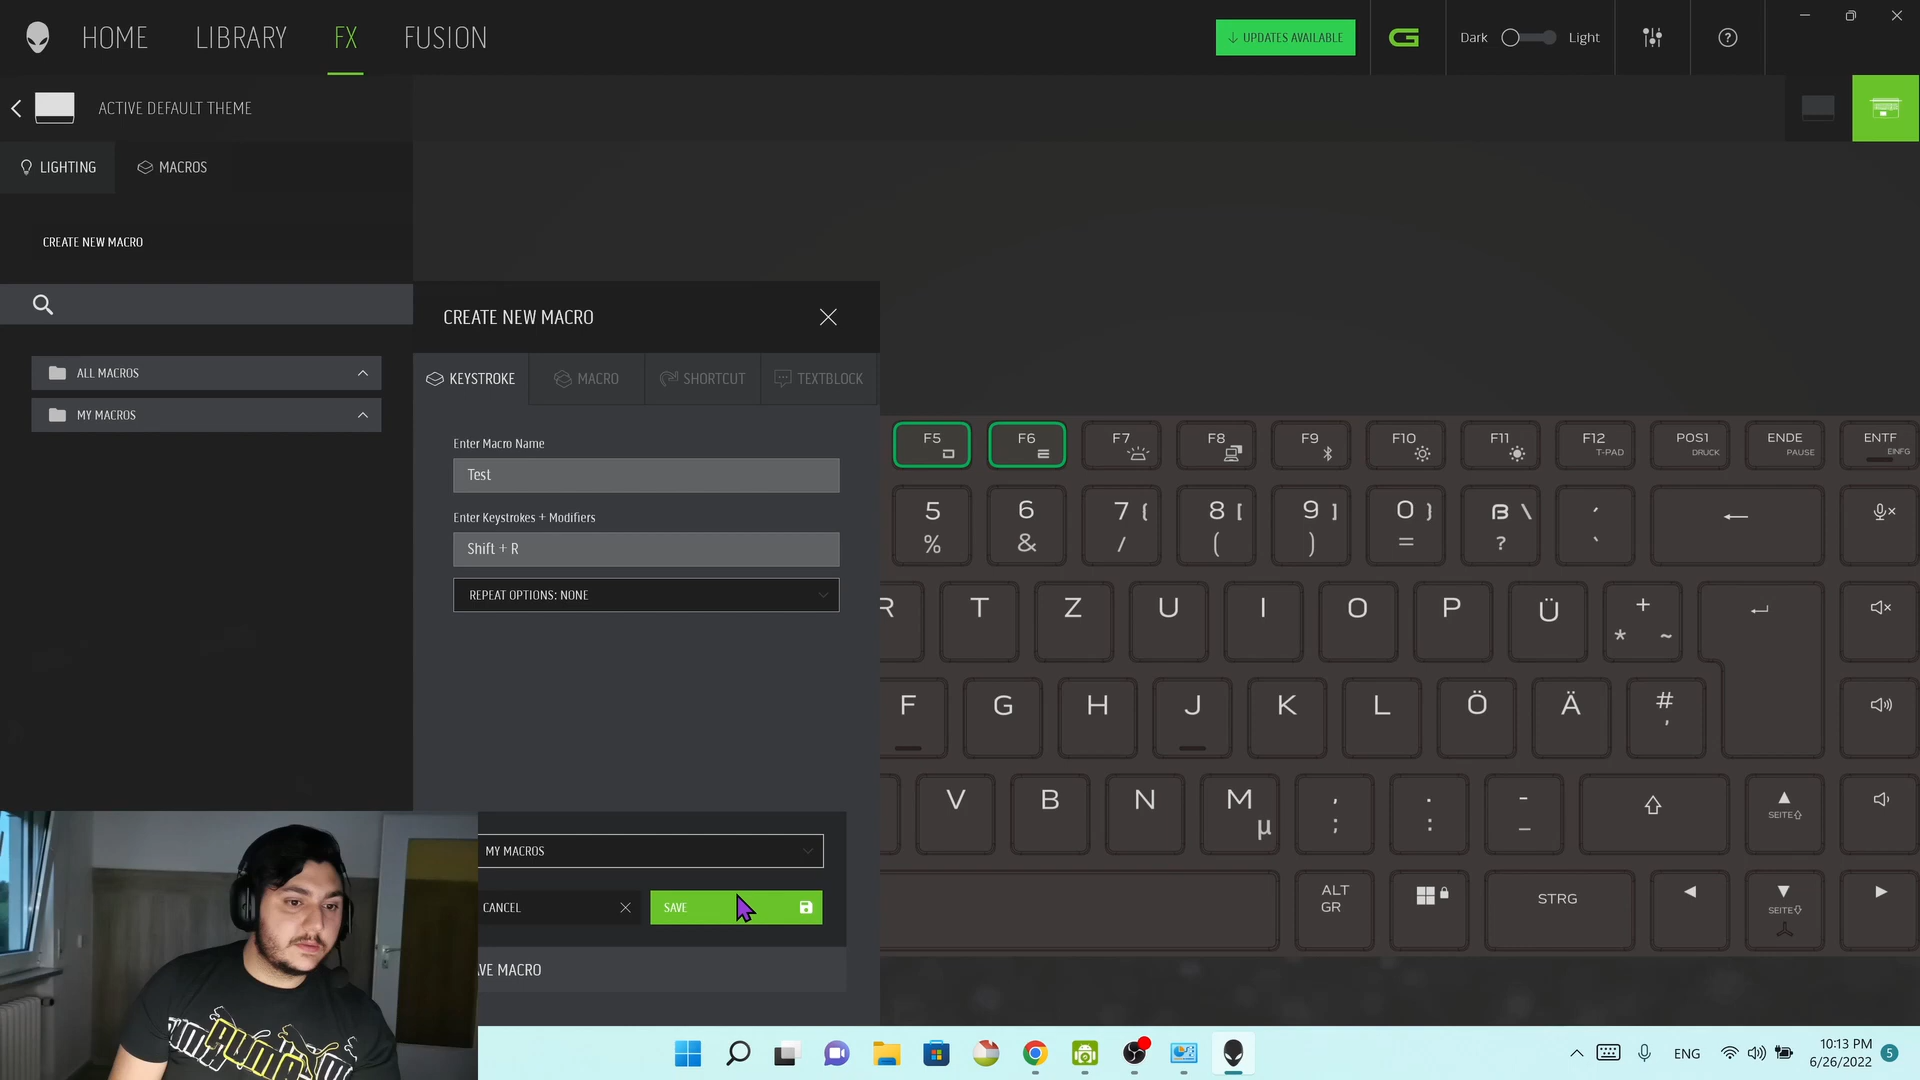 HOME LIBRARY FX FUSION
UPDATES AVAILABLE
Dark Light
?
ACTIVE DEFAULT THEME
LIGHTING MACROS
CREATE NEW MACRO
ALL MACROS
MY MACROS
CREATE NEW MACRO
KEYSTROKE MACRO SHORTCUT TEXTBLOCK
Enter Macro Name
Test
Enter Keystrokes + Modifiers
Shift + R
REPEAT OPTIONS: NONE
MY MACROS
CANCEL SAVE
VE MACRO
F5 F6 F7 F8 F9 F10 F11 F12 POS1 ENDE ENTF
T-PAD DRUCK PAUSE EINFG
5 6 7 { 8 [ 9 ] 0 } ß \ ´
% & / ( ) = ? `
R T Z U I O P Ü +
* ~
F G H J K L Ö Ä #
'
V B N M , . -
µ ; : _
SEITE
ALT GR STRG
SEITE
ENG
10:13 PM
6/26/2022
5